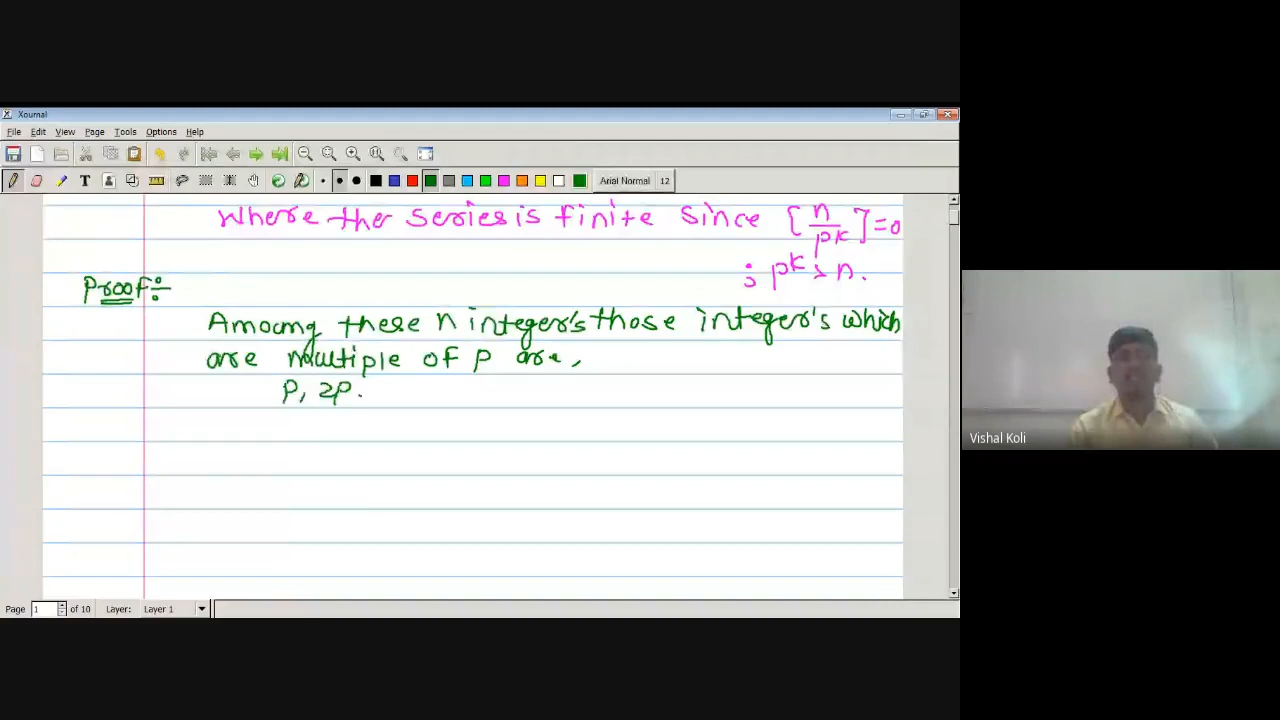 Xournal
File Edit View Page Tools Options Help
Arial Normal 12
Where the series is finite since [n/pk]=0
; pk > n.
Proof:
Among these n integer's those integer's which
are multiple of p are,
P, 2P.
Vishal Koli
Page 1 of 10 Layer: Layer 1